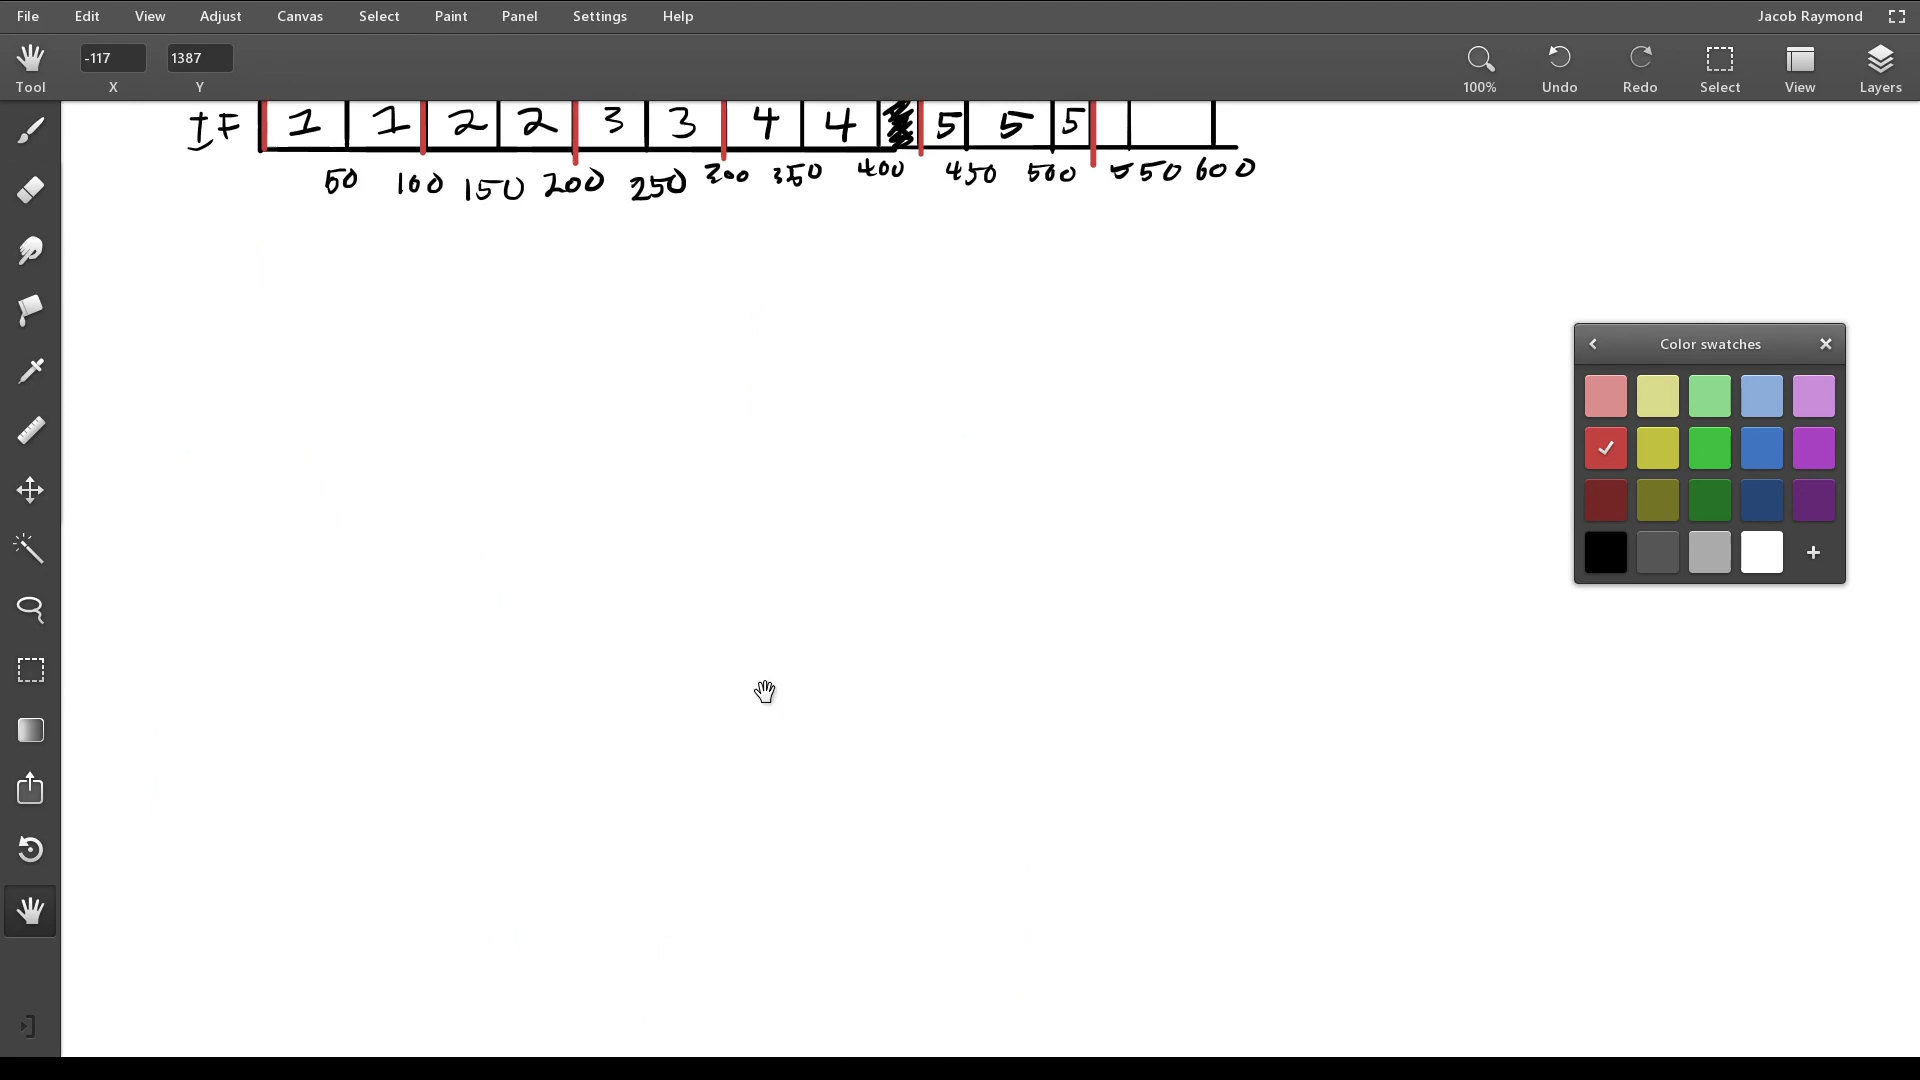 File Edit View Adjust Canvas Select Paint Panel Settings Help Jacob Raymond
-117 1387
Tool X Y 100% Undo Redo Select View Layers
IF 1 1 2 2 3 3 4 4 5 5 5
50 100 150 200 250 300 350 400 450 500 550 600
Color swatches